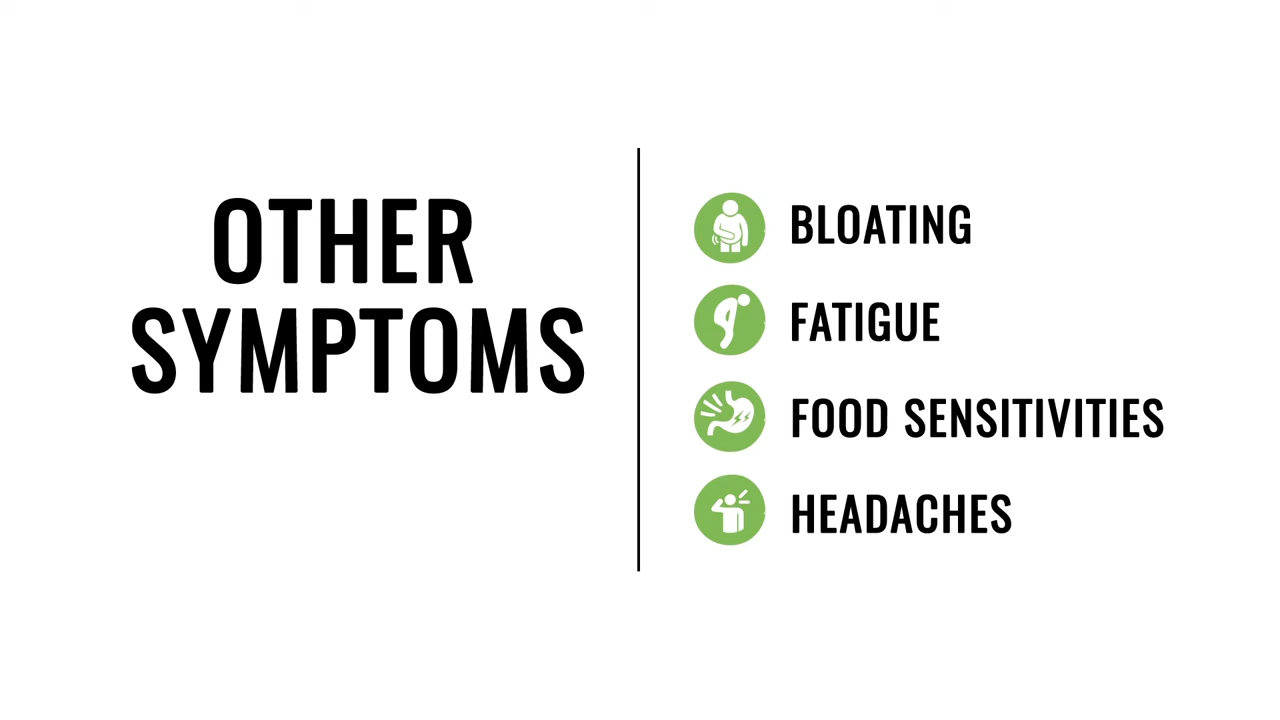 OTHER
SYMPTOMS
BLOATING
FATIGUE
FOOD SENSITIVITIES
HEADACHES